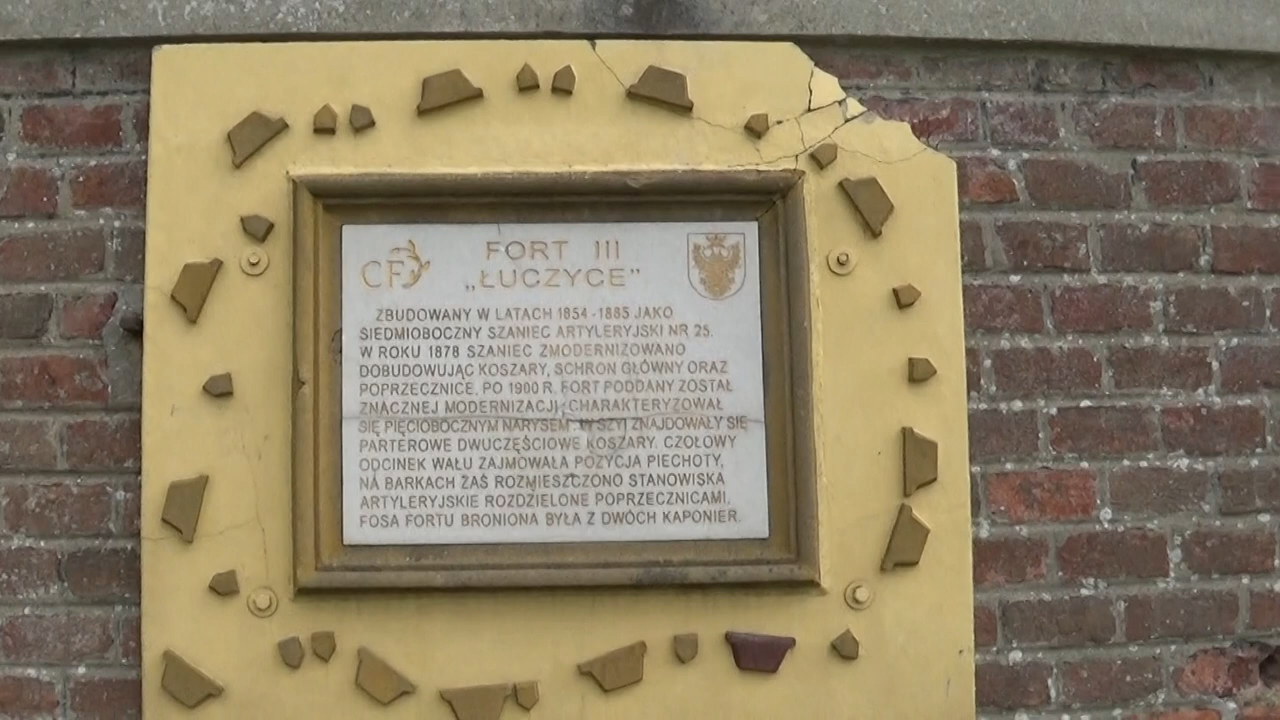 CF
FORT III
„ŁUCZYCE”
ZBUDOWANY W LATACH 1854 - 1885 JAKO
SIEDMIOBOCZNY SZANIEC ARTYLERYJSKI NR 25.
W ROKU 1878 SZANIEC ZMODERNIZOWANO
DOBUDOWUJĄC KOSZARY, SCHRON GŁÓWNY ORAZ
POPRZECZNICE. PO 1900 R. FORT PODDANY ZOSTAŁ
ZNACZNEJ MODERNIZACJI, CHARAKTERYZOWAŁ
SIĘ PIĘCIOBOCZNYM NARYSEM. W SZYI ZNAJDOWAŁY SIĘ
PARTEROWE DWUCZĘŚCIOWE KOSZARY. CZOŁOWY
ODCINEK WAŁU ZAJMOWAŁA POZYCJA PIECHOTY,
NA BARKACH ZAŚ ROZMIESZCZONO STANOWISKA
ARTYLERYJSKIE ROZDZIELONE POPRZECZNICAMI.
FOSA FORTU BRONIONA BYŁA Z DWÓCH KAPONIER.